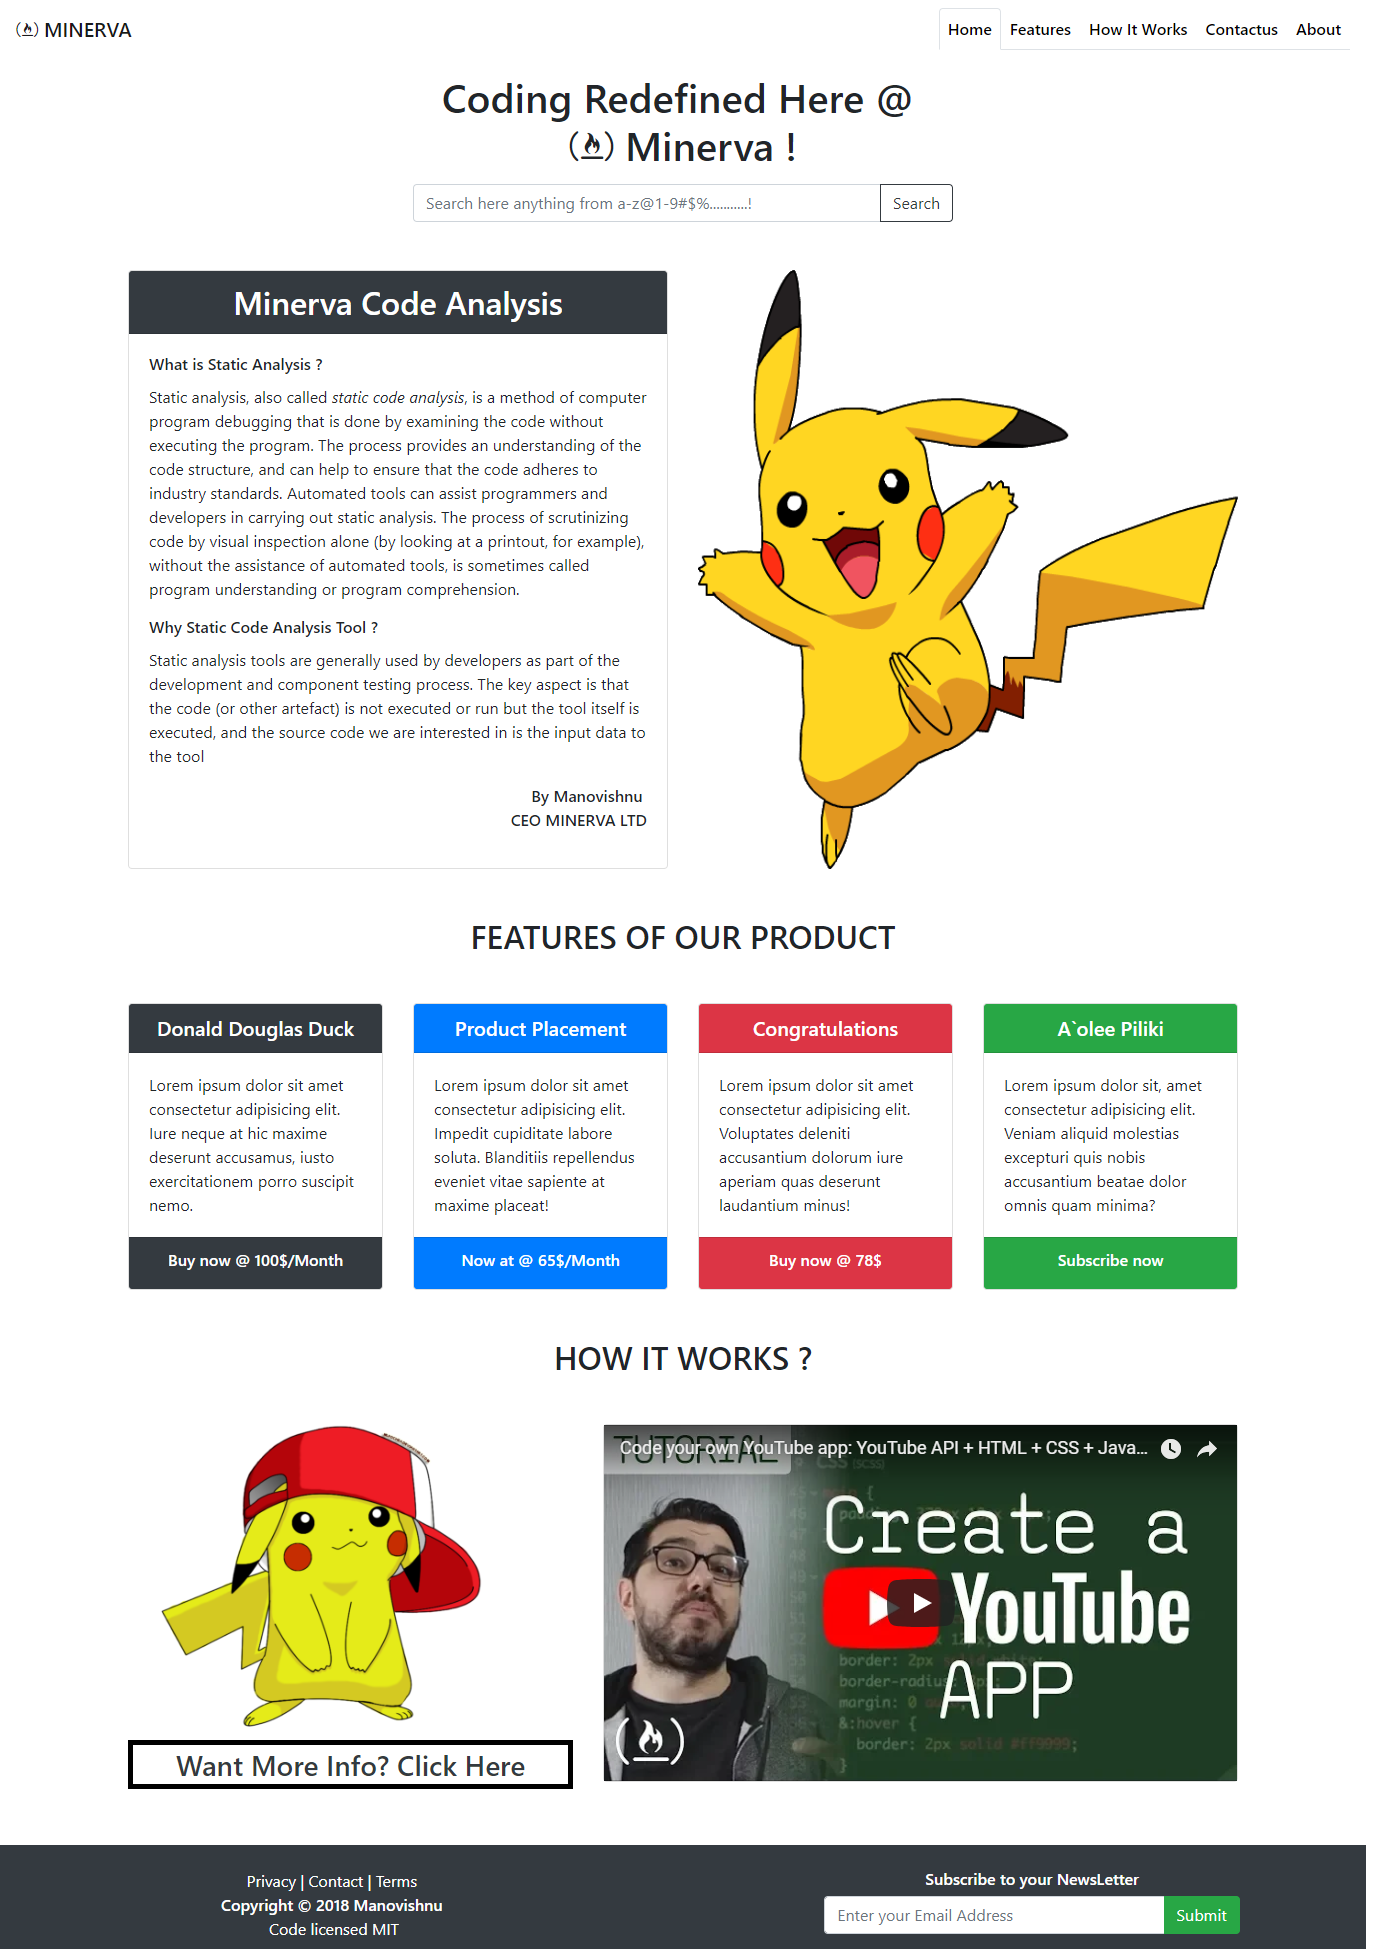 MINERVA
Home Features How It Works Contactus About
Coding Redefined Here @
Minerva !
Search here anything from a-z@1-9#$%...........! Search
Minerva Code Analysis
What is Static Analysis ?
Static analysis, also called static code analysis, is a method of computer
program debugging that is done by examining the code without
executing the program. The process provides an understanding of the
code structure, and can help to ensure that the code adheres to
industry standards. Automated tools can assist programmers and
developers in carrying out static analysis. The process of scrutinizing
code by visual inspection alone (by looking at a printout, for example),
without the assistance of automated tools, is sometimes called
program understanding or program comprehension.
Why Static Code Analysis Tool ?
Static analysis tools are generally used by developers as part of the
development and component testing process. The key aspect is that
the code (or other artefact) is not executed or run but the tool itself is
executed, and the source code we are interested in is the input data to
the tool
By Manovishnu
CEO MINERVA LTD
FEATURES OF OUR PRODUCT
Donald Douglas Duck
Lorem ipsum dolor sit amet
consectetur adipisicing elit.
Iure neque at hic maxime
deserunt accusamus, iusto
exercitationem porro suscipit
nemo.
Buy now @ 100$/Month
Product Placement
Lorem ipsum dolor sit amet
consectetur adipisicing elit.
Impedit cupiditate labore
soluta. Blanditiis repellendus
eveniet vitae sapiente at
maxime placeat!
Now at @ 65$/Month
Congratulations
Lorem ipsum dolor sit amet
consectetur adipisicing elit.
Voluptates deleniti
accusantium dolorum iure
aperiam quas deserunt
laudantium minus!
Buy now @ 78$
A`olee Piliki
Lorem ipsum dolor sit, amet
consectetur adipisicing elit.
Veniam aliquid molestias
excepturi quis nobis
accusantium beatae dolor
omnis quam minima?
Subscribe now
HOW IT WORKS ?
Want More Info? Click Here
TUTORIAL
Code your own YouTube app: YouTube API + HTML + CSS + Java...
CSS (SCSS)
Create a
YouTube
APP
border: 2px solid white;
border-radius:
margin: 0
&:hover {
border: 2px solid #ff9999;
}
Privacy | Contact | Terms
Copyright © 2018 Manovishnu
Code licensed MIT
Subscribe to your NewsLetter
Enter your Email Address Submit